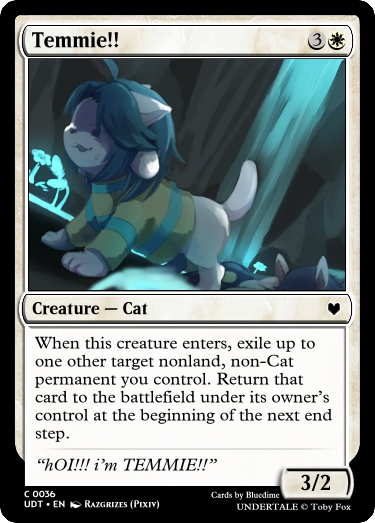 Temmie!! 3
Creature — Cat
When this creature enters, exile up to
one other target nonland, non-Cat
permanent you control. Return that
card to the battlefield under its owner's
control at the beginning of the next end
step.
“hOI!!! i'm TEMMIE!!”
3/2
C 0036
UDT • EN Razgrizes (Pixiv)
Cards by Bluedime
UNDERTALE © Toby Fox